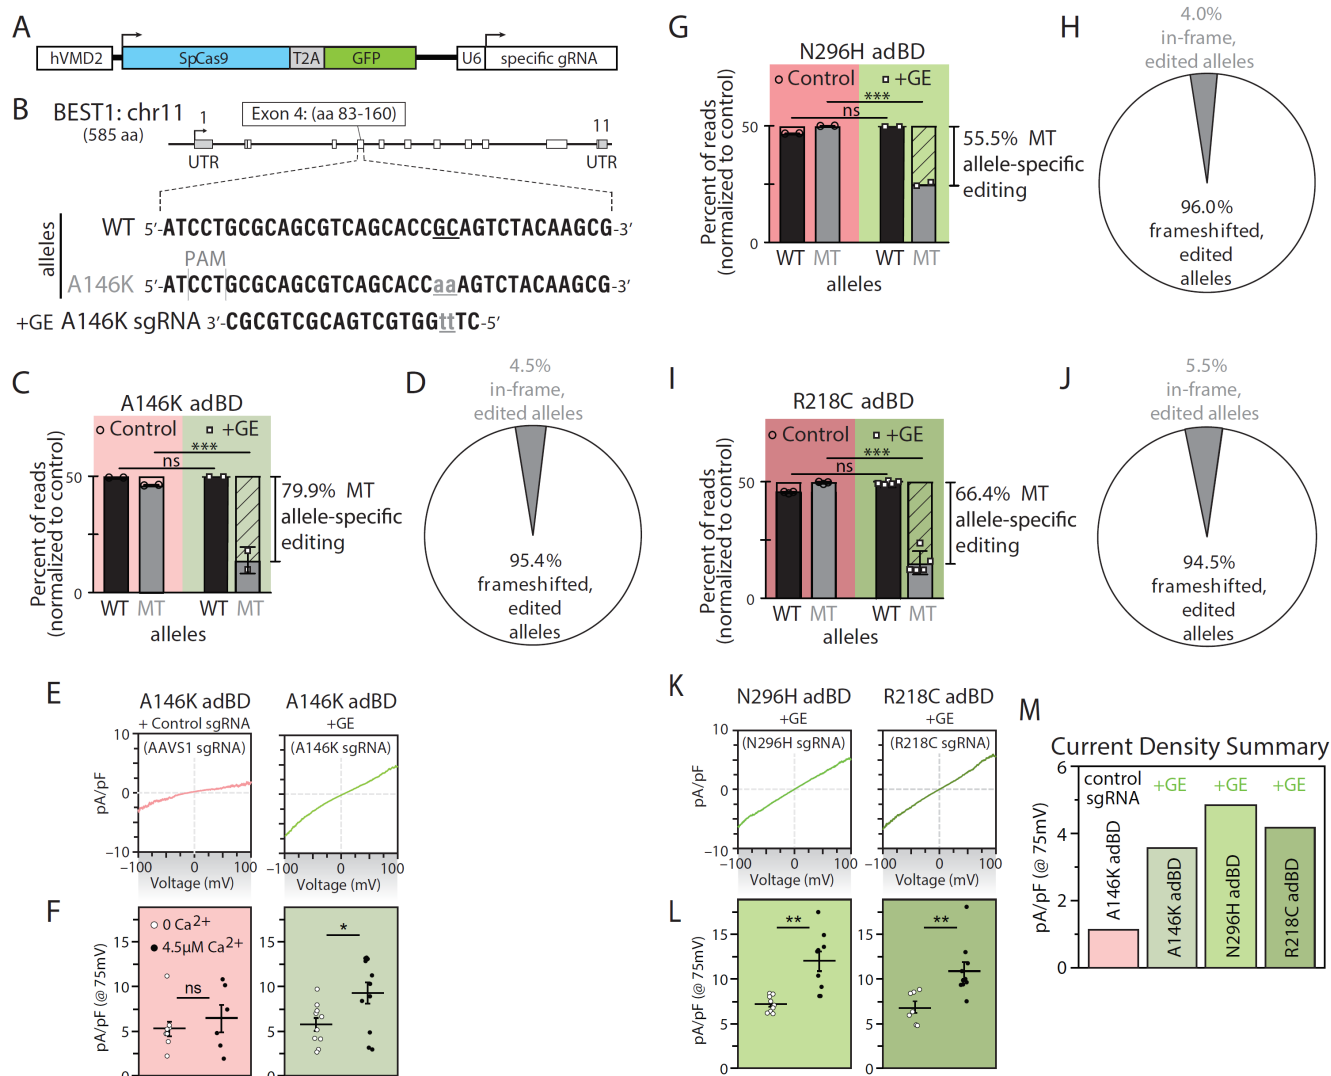 A
hVMD2 SpCas9 T2A GFP U6 specific gRNA
B
BEST1: chr11
(585 aa)
1
Exon 4: (aa 83-160)
11
UTR
UTR
alleles
WT 5'-ATCCTGCGCAGCGTCAGCACCGCAGTCTACAAGCG-3'
PAM
A146K 5'-ATCCTGCGCAGCGTCAGCACCaaAGTCTACAAGCG-3'
+GE A146K sgRNA 3'-CGCGTCGCAGTCGTGGttTC-5'
C
A146K adBD
Control +GE
***
ns
50
0
Percent of reads
(normalized to control)
79.9% MT
allele-specific
editing
WT MT WT MT
alleles
D
4.5%
in-frame,
edited alleles
95.4%
frameshifted,
edited
alleles
E
A146K adBD
+ Control sgRNA
(AAVS1 sgRNA)
A146K adBD
+GE
(A146K sgRNA)
10
0
−10
pA/pF
−100 0 100
−100 0 100
Voltage (mV)
Voltage (mV)
F
0 Ca2+
4.5μM Ca2+
ns
15
10
5
0
pA/pF (@ 75mV)
*
15
10
5
0
G
N296H adBD
Control +GE
***
ns
50
0
Percent of reads
(normalized to control)
55.5% MT
allele-specific
editing
WT MT WT MT
alleles
H
4.0%
in-frame,
edited alleles
96.0%
frameshifted,
edited
alleles
I
R218C adBD
Control +GE
***
ns
50
0
Percent of reads
(normalized to control)
66.4% MT
allele-specific
editing
WT MT WT MT
alleles
J
5.5%
in-frame,
edited alleles
94.5%
frameshifted,
edited
alleles
K
N296H adBD
+GE
(N296H sgRNA)
R218C adBD
+GE
(R218C sgRNA)
10
0
−10
pA/pF
−100 0 100
−100 0 100
Voltage (mV)
Voltage (mV)
L
**
15
10
5
0
pA/pF (@ 75mV)
**
15
10
5
0
M
Current Density Summary
6
4
2
0
pA/pF (@ 75mV)
control
sgRNA
+GE +GE +GE
A146K adBD
A146K adBD
N296H adBD
R218C adBD